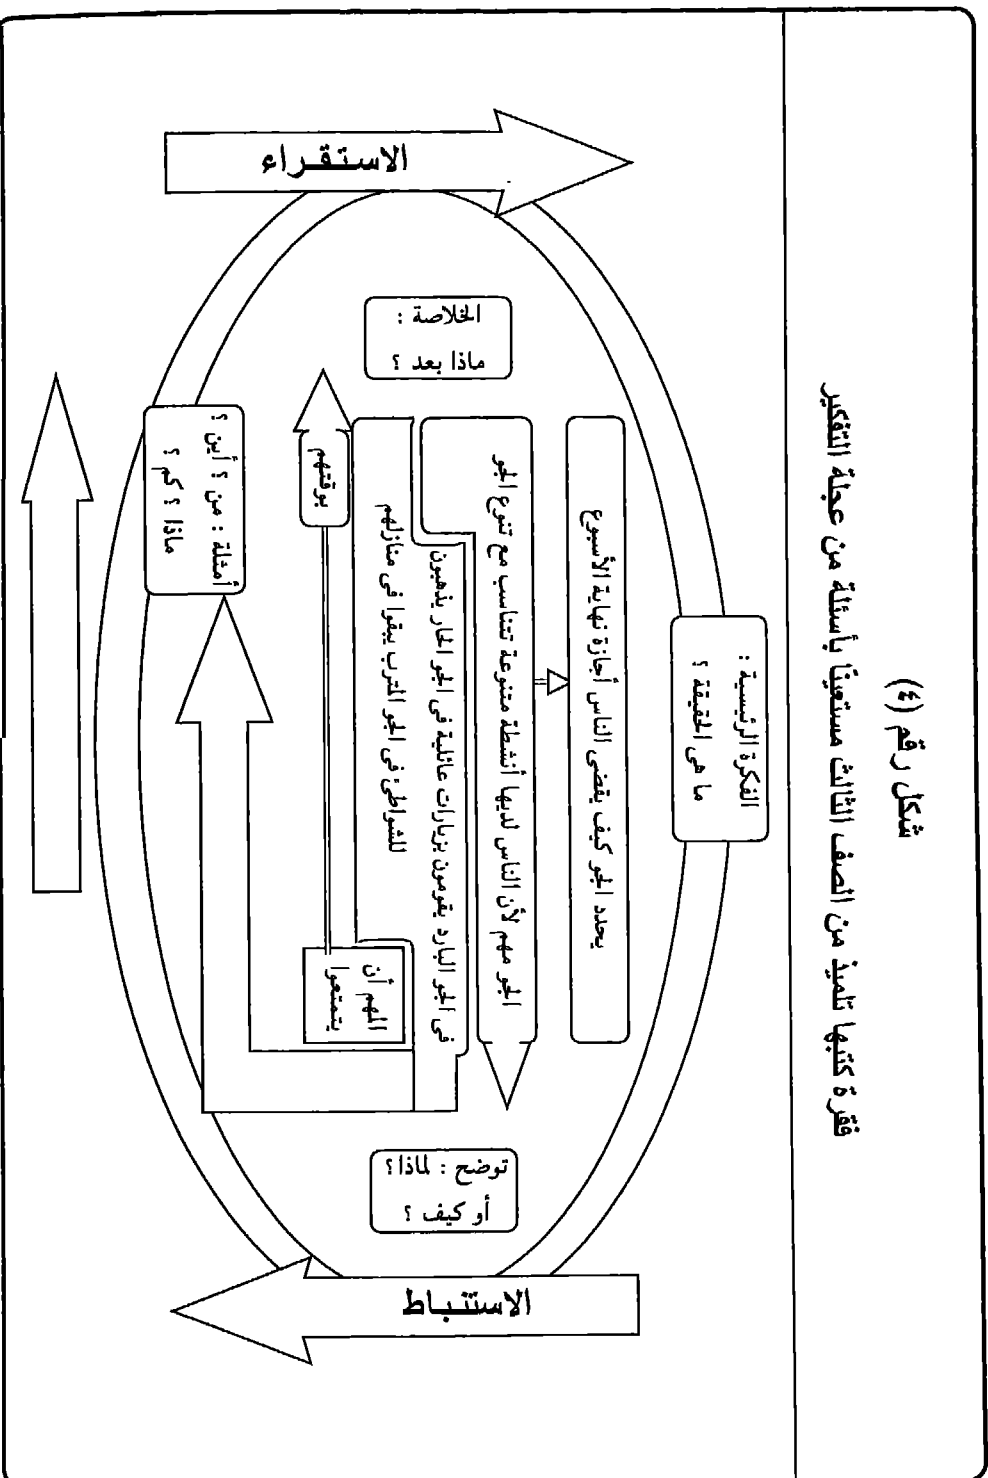 شكل رقم (٤)
فقرة كتبها تلميذ من الصف الثالث مستعينًا بأسئلة من عجلة التفكير
الفكرة الرئيسية :
ما هى الحقيقة ؟
يحدد الجو كيف يقضى الناس أجازة نهاية الأسبوع
الجو مهم لأن الناس لديها أنشطة متنوعة تتناسب مع تنوع الجو
فى الجو البارد يقومون بزيارات عائلية فى الجو الحار يذهبون
للشواطئ فى الجو المترب يبقوا فى منازلهم
المهم أن
يتمتعوا
بوقتهم
توضح : لماذا؟
أو كيف ؟
أمثلة : من ؟ أين ؟
ماذا ؟ كم ؟
الخلاصة :
ماذا بعد ؟
الاستنباط
الاستقراء